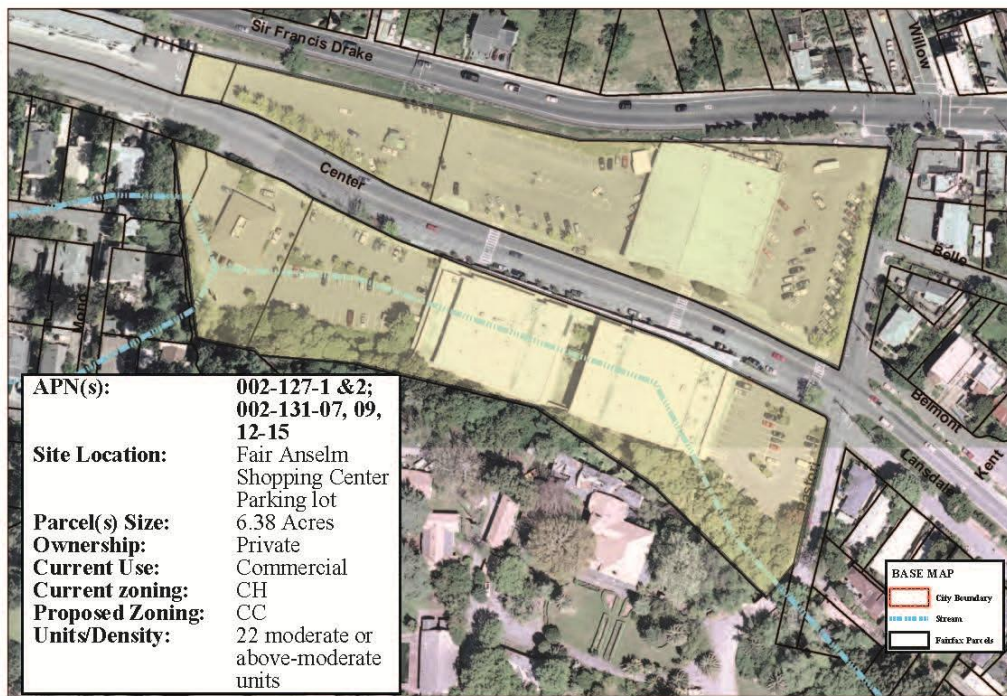 Sir Francis Drake
Willow
Center
Belle
Mono
Belmont
Lansdale
Kent
APN(s): 002-127-1 &2;
002-131-07, 09,
12-15
Site Location: Fair Anselm
Shopping Center
Parking lot
Parcel(s) Size: 6.38 Acres
Ownership: Private
Current Use: Commercial
Current zoning: CH
Proposed Zoning: CC
Units/Density: 22 moderate or
above-moderate
units
BASE MAP
City Boundary
Stream
Fairfax Parcels